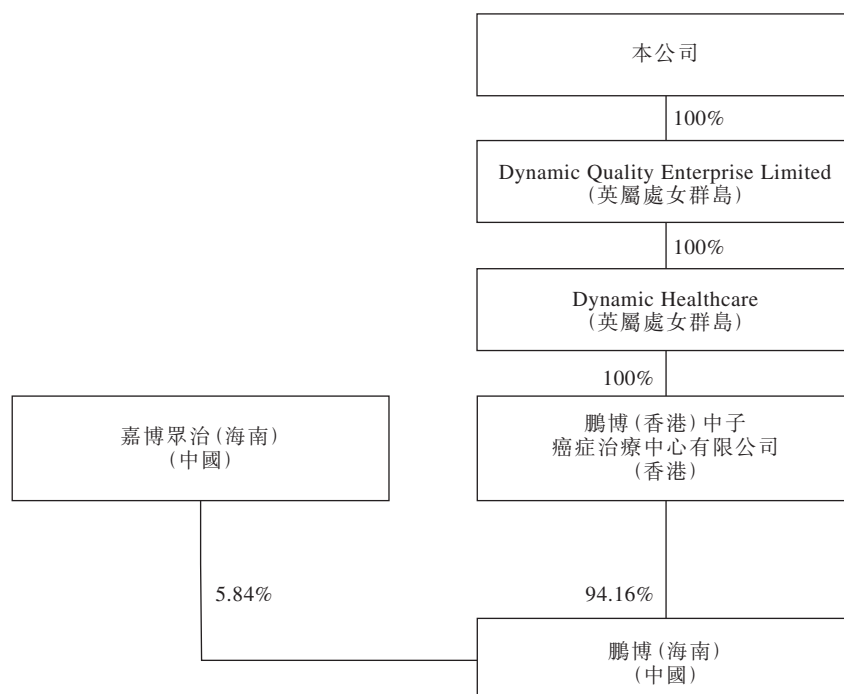 本公司
100%
Dynamic Quality Enterprise Limited
(英屬處女群島)
100%
Dynamic Healthcare
(英屬處女群島)
100%
嘉博眾治(海南)
(中國)
鵬博(香港)中子
癌症治療中心有限公司
(香港)
5.84%
94.16%
鵬博(海南)
(中國)